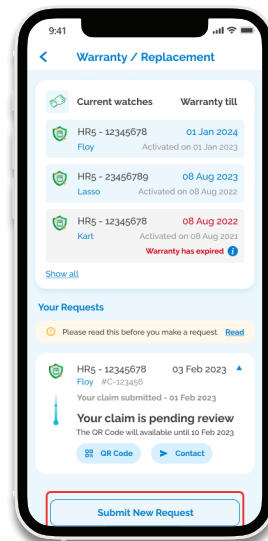 9:41
Warranty / Replacement
Current watches Warranty till
HR5 - 12345678 01 Jan 2024
Floy Activated on 01 Jan 2023
HR5 - 23456789 08 Aug 2023
Lasso Activated on 08 Aug 2022
HR5 - 12345678 08 Aug 2022
Kart Activated on 08 Aug 2021
Warranty has expired i
Show all
Your Requests
Please read this before you make a request. Read
HR5 - 12345678 03 Feb 2023
Floy #C-123456
Your claim submitted - 01 Feb 2023
Your claim is pending review
The QR Code will available until 10 Feb 2023
QR Code Contact
Submit New Request